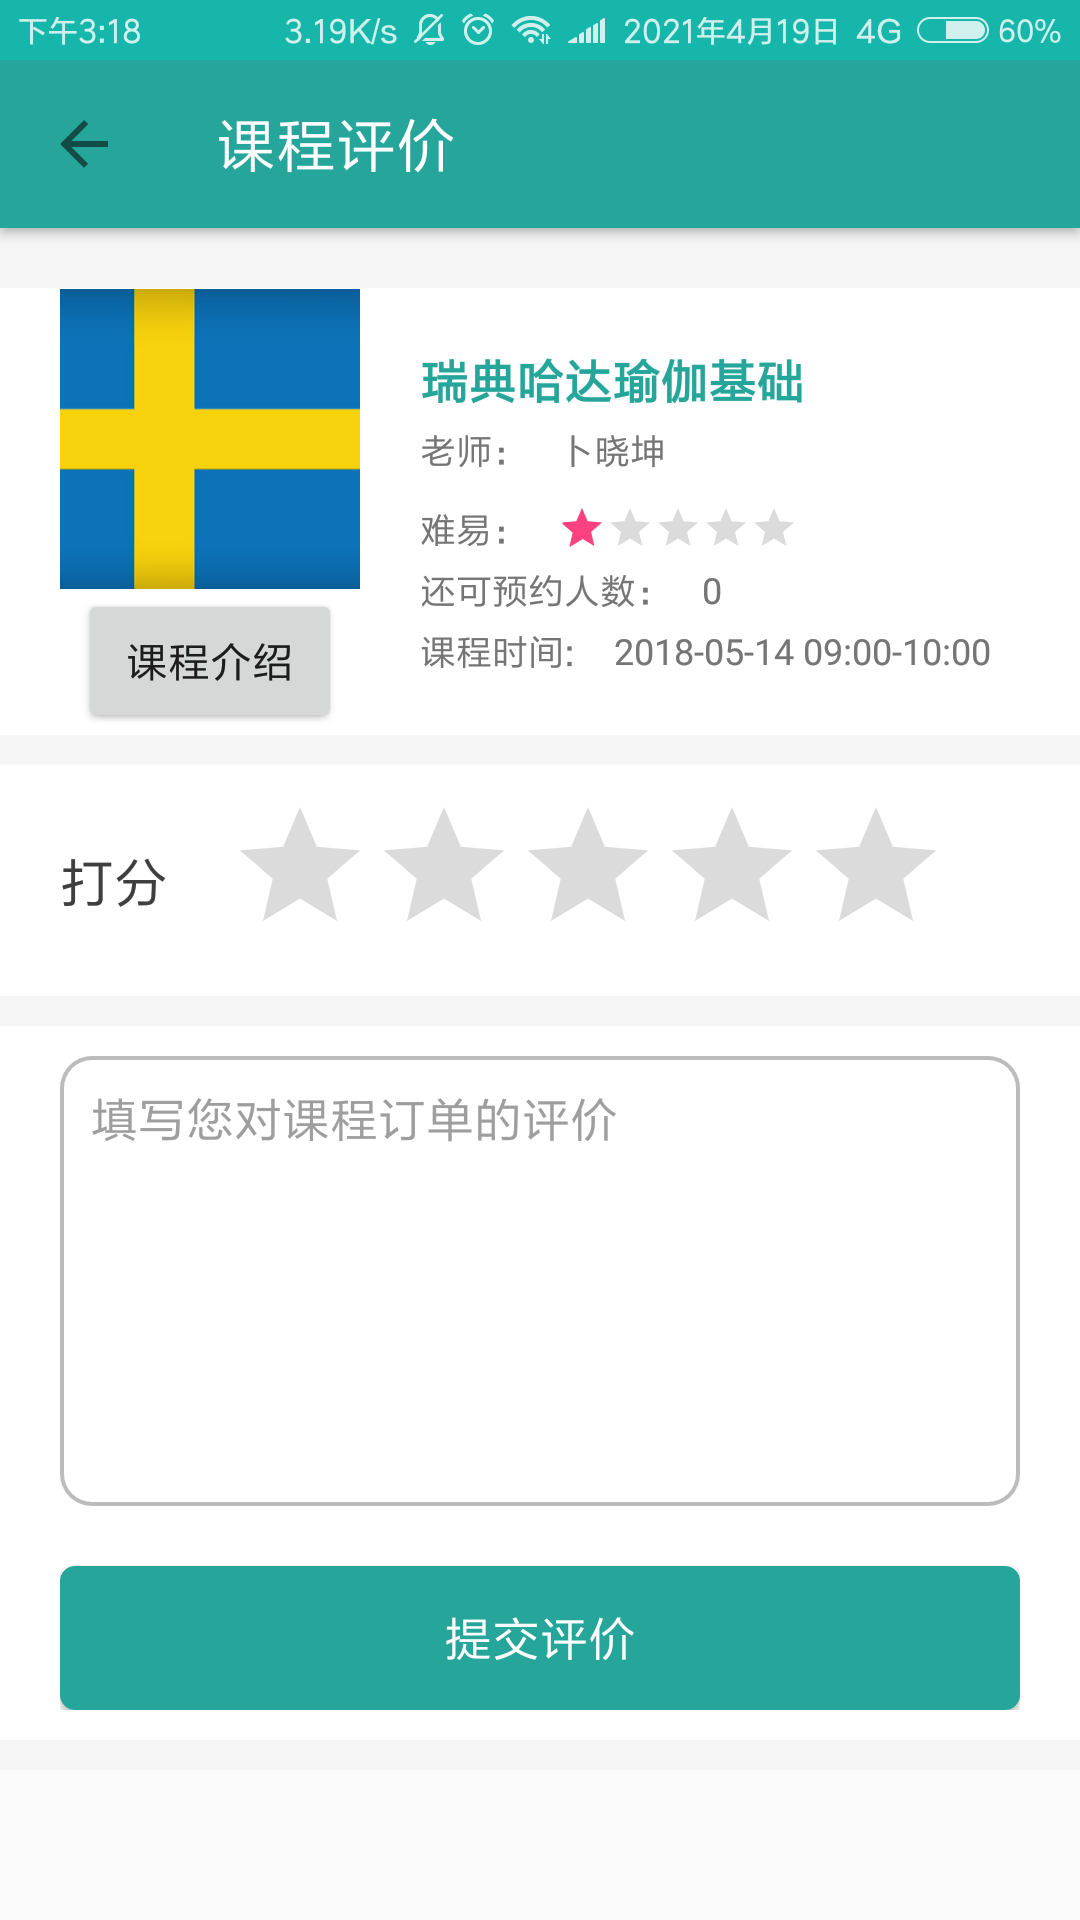 下午3:18 3.19K/s 2021年4月19日 4G 60%
课程评价
瑞典哈达瑜伽基础
老师： 卜晓坤
难易：
还可预约人数： 0
课程时间: 2018-05-14 09:00-10:00
课程介绍
打分
填写您对课程订单的评价
提交评价